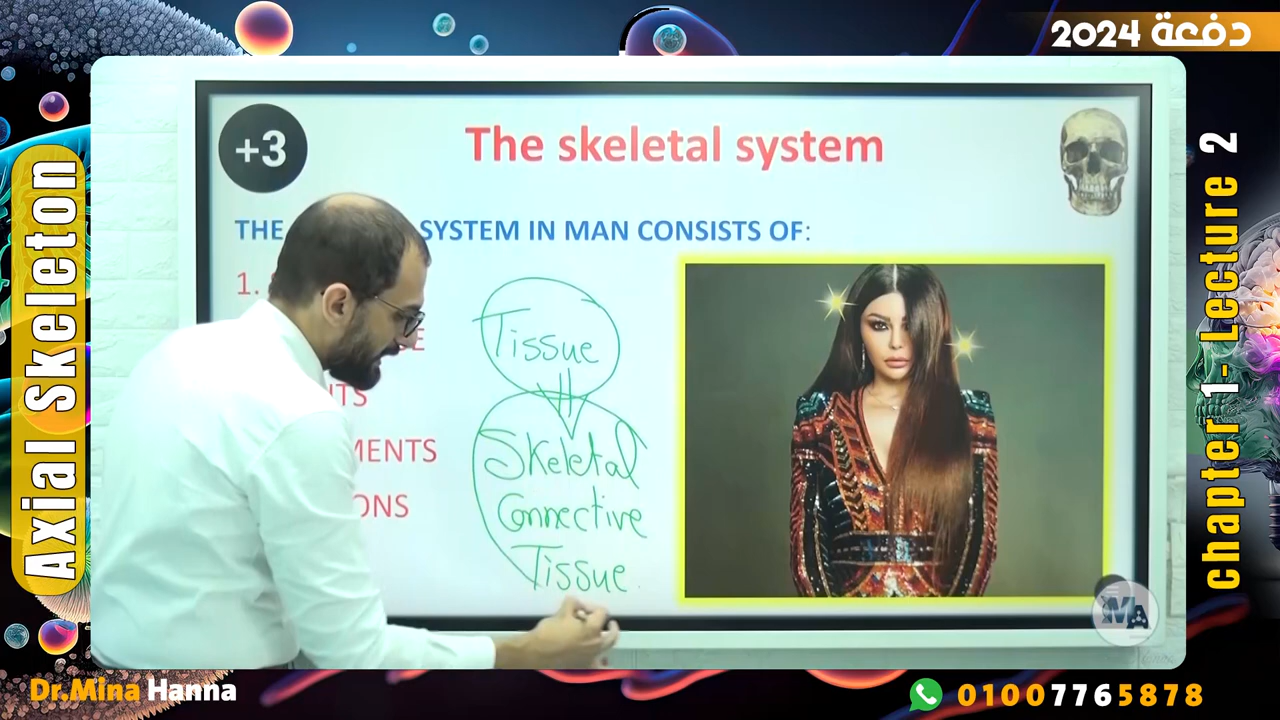 دفعة 2024
+3
The skeletal system
THE SYSTEM IN MAN CONSISTS OF:
1.
Tissue
Skeletal
Connective
Tissue
E
NTS
MENTS
ONS
Axial Skeleton
chapter 1- Lecture 2
MA
Dr.Mina Hanna
01007765878